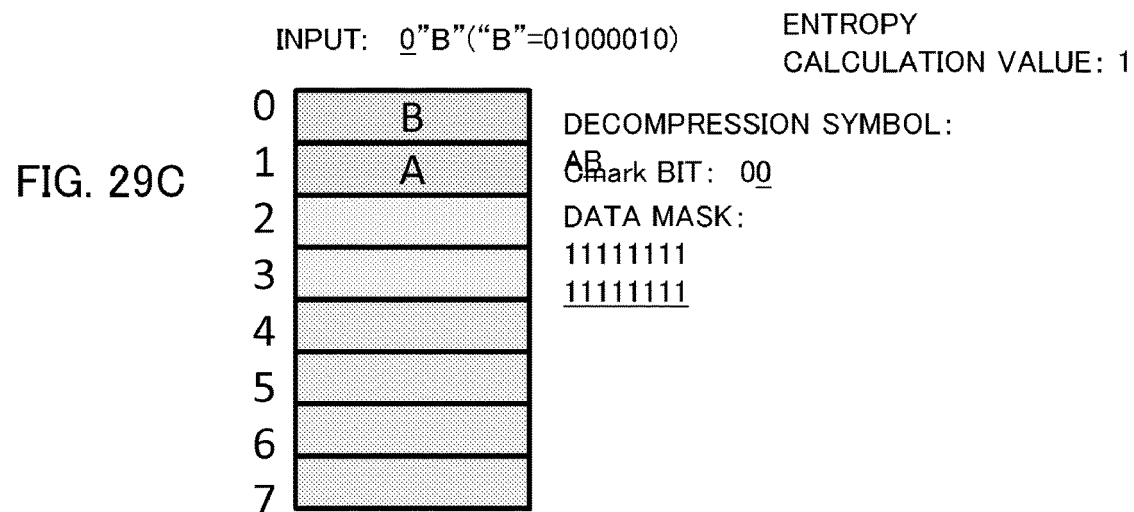 INPUT: 0"B"("B"=01000010)
ENTROPY
CALCULATION VALUE: 1
FIG. 29C
0 B
1 A
2
3
4
5
6
7
DECOMPRESSION SYMBOL:
AB
Cmark BIT: 00
DATA MASK:
11111111
11111111